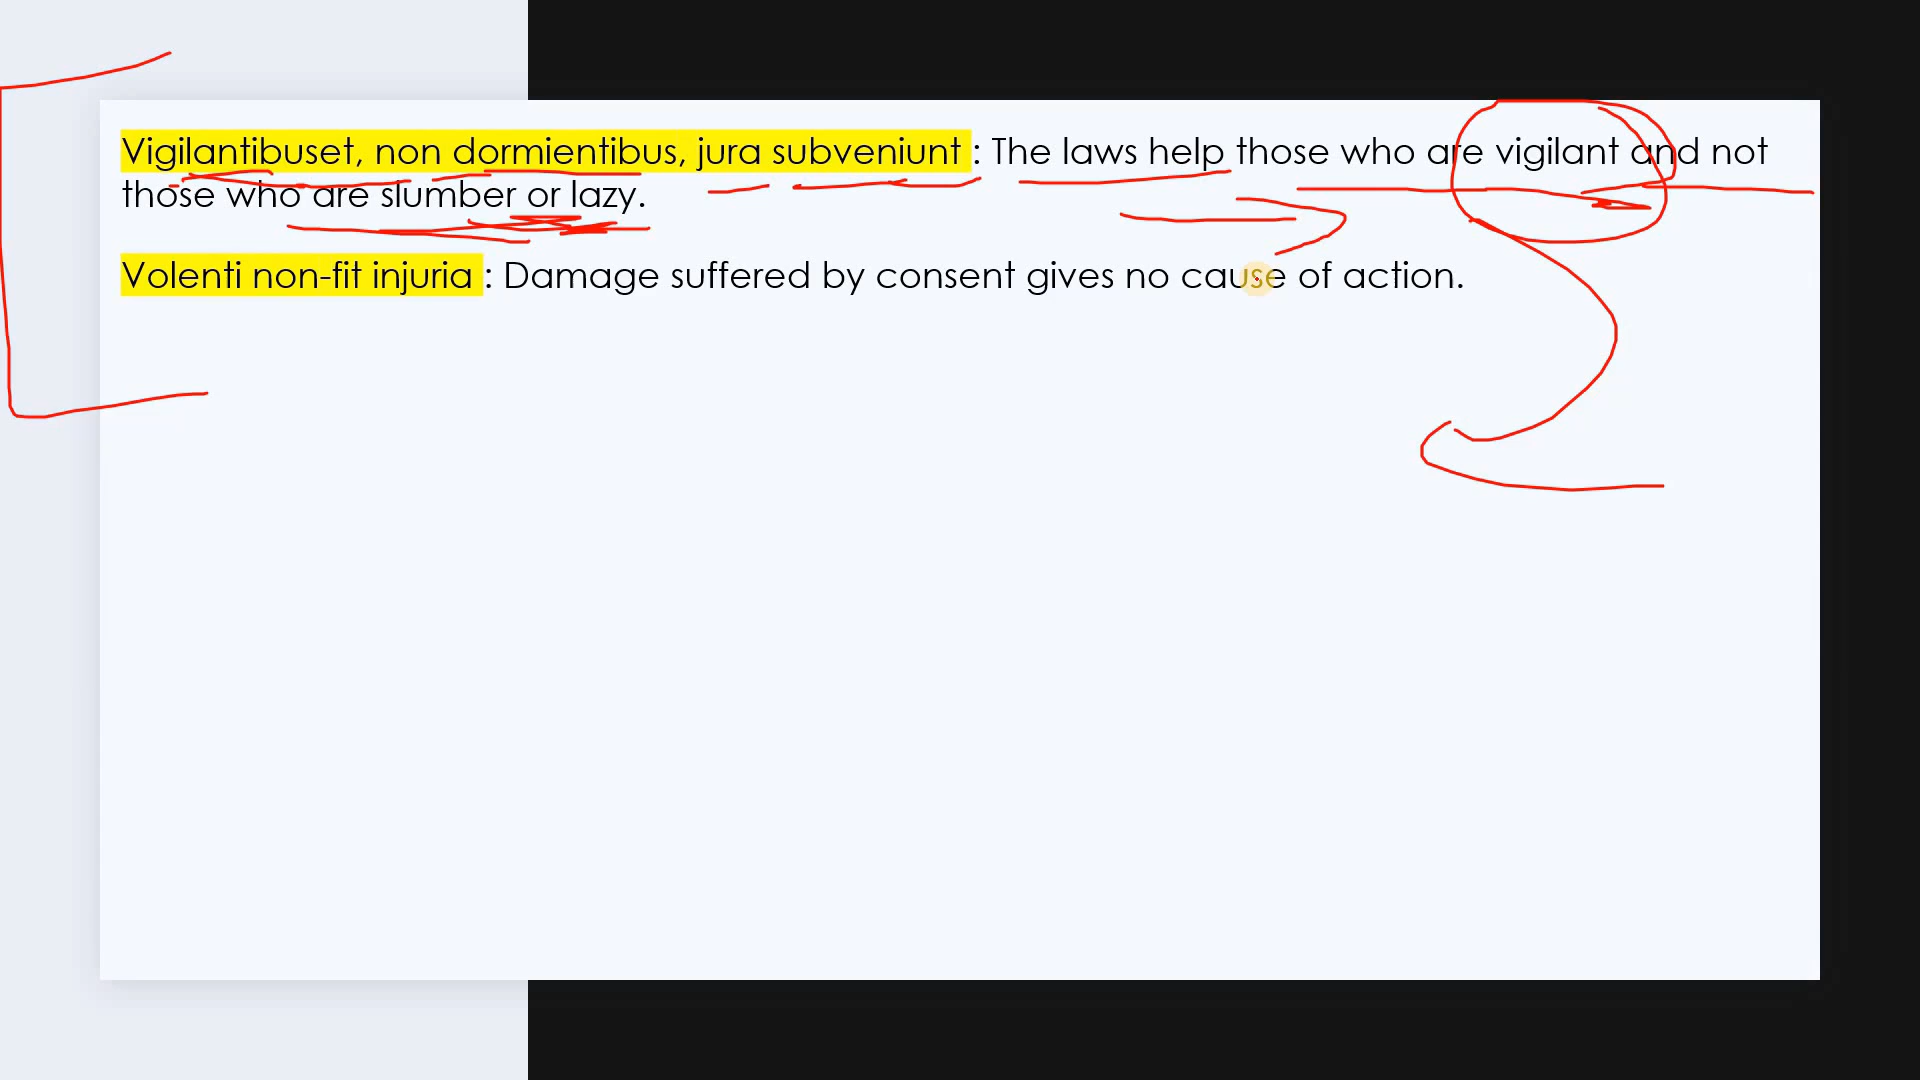 Vigilantibuset, non dormientibus, jura subveniunt : The laws help those who are vigilant and not
those who are slumber or lazy.
Volenti non-fit injuria : Damage suffered by consent gives no cause of action.